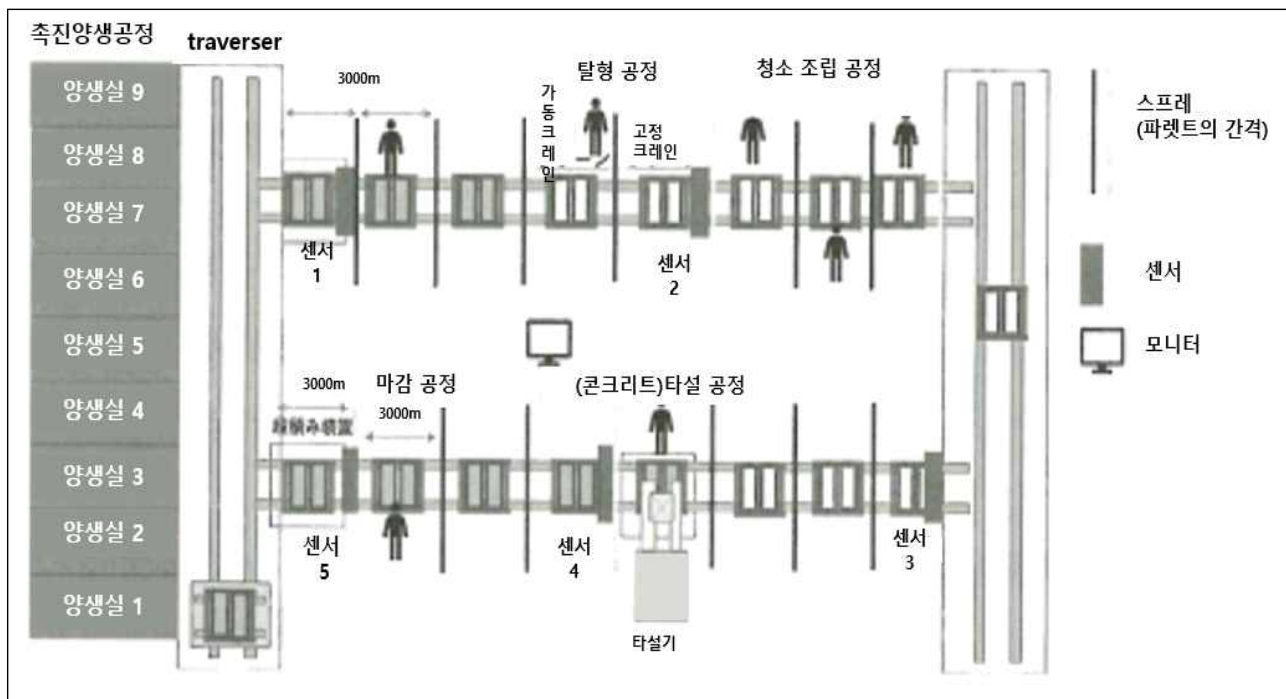 촉진양생공정
traverser
양생실 9
양생실 8
양생실 7
양생실 6
양생실 5
양생실 4
양생실 3
양생실 2
양생실 1
3000m
탈형 공정
청소 조립 공정
가동크레인
고정
크레인
센서
1
센서
2
스프레
(파렛트의 간격)
센서
모니터
3000m
마감 공정
3000m
(콘크리트)타설 공정
積み装置
센서
5
센서
4
센서
3
타설기